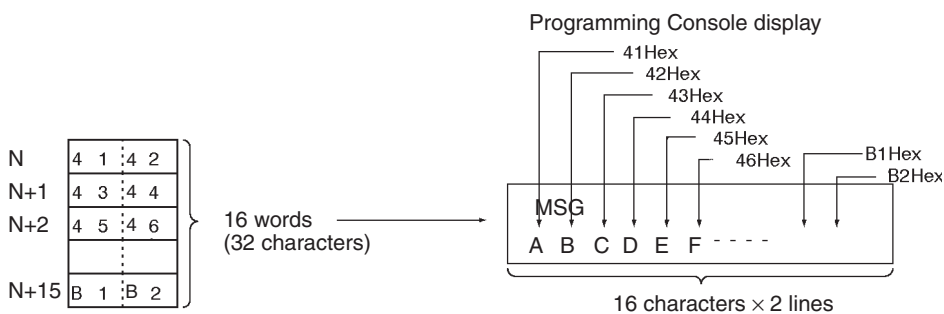 Programming Console display
41Hex
42Hex
43Hex
44Hex
45Hex
46Hex
B1Hex
B2Hex
N 4 1 4 2
N+1 4 3 4 4
N+2 4 5 4 6
N+15 B 1 B 2
16 words
(32 characters)
MSG
A B C D E F - - - -
16 characters × 2 lines